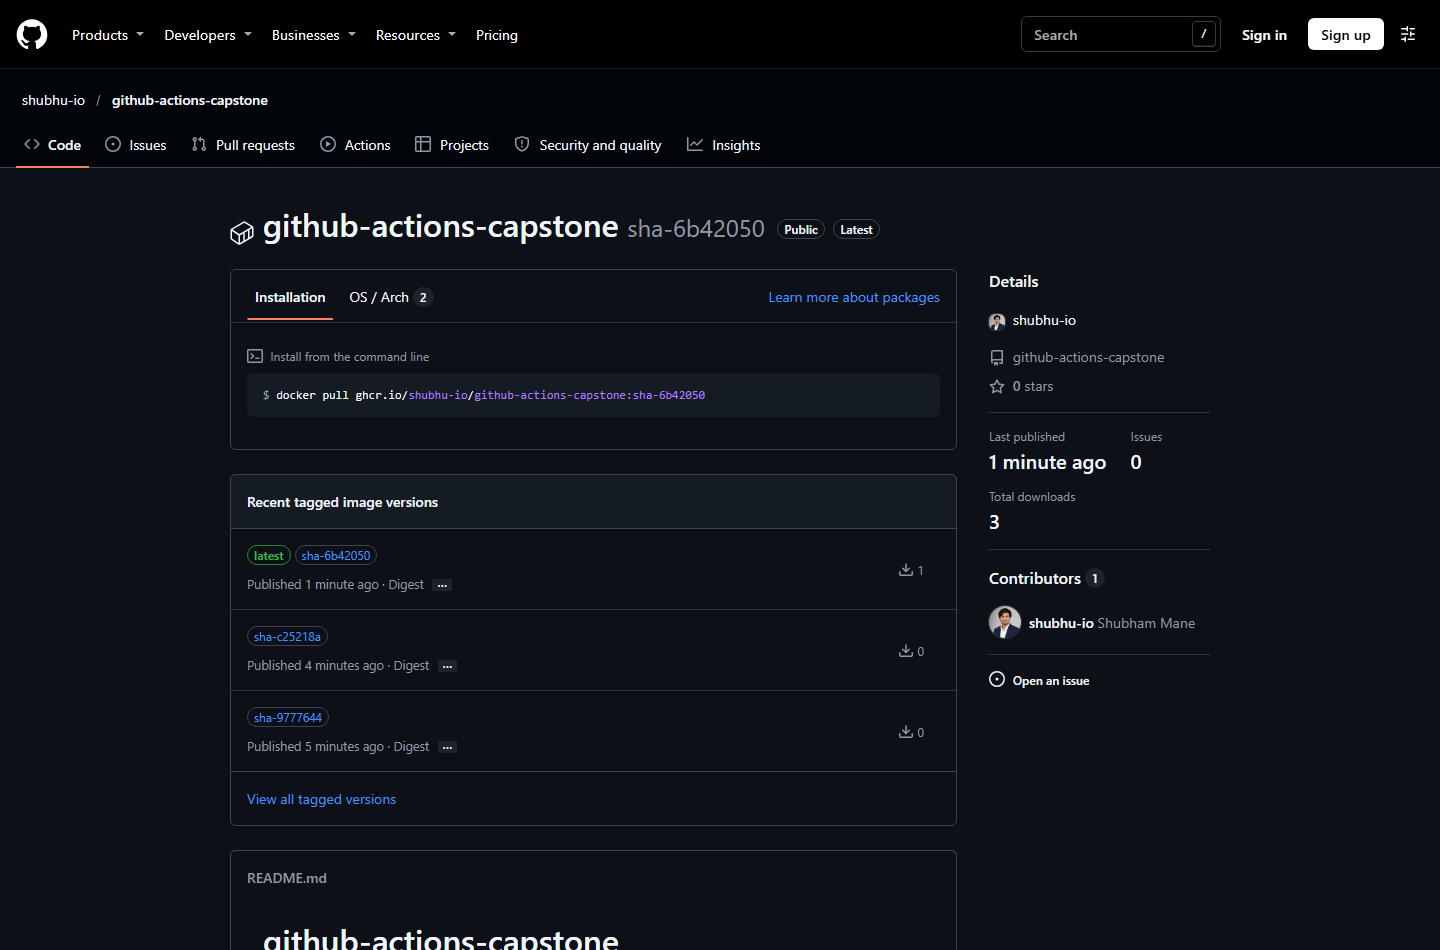 Products Developers Businesses Resources Pricing Search / Sign in Sign up
shubhu-io / github-actions-capstone
Code Issues Pull requests Actions Projects Security and quality Insights
github-actions-capstone sha-6b42050 Public Latest
Installation OS / Arch 2 Learn more about packages
Install from the command line
$ docker pull ghcr.io/shubhu-io/github-actions-capstone:sha-6b42050
Recent tagged image versions
latest sha-6b42050
Published 1 minute ago · Digest ...
1
sha-c25218a
Published 4 minutes ago · Digest ...
0
sha-9777644
Published 5 minutes ago · Digest ...
0
View all tagged versions
README.md
github-actions-capstone
Details
shubhu-io
github-actions-capstone
0 stars
Last published Issues
1 minute ago 0
Total downloads
3
Contributors 1
shubhu-io Shubham Mane
Open an issue